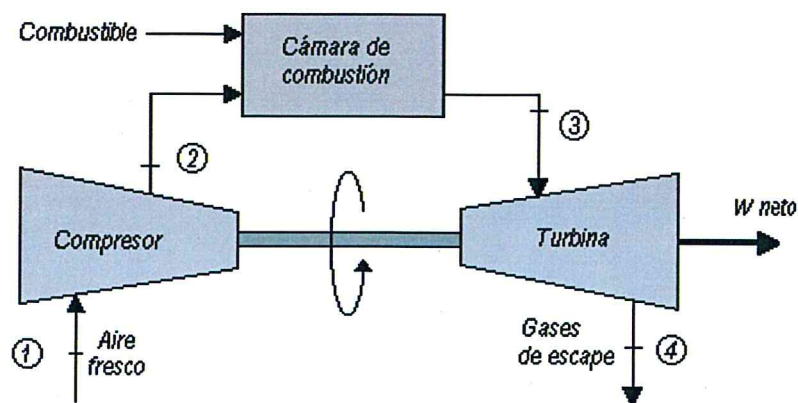 Combustible
Cámara de
combustión
②
③
Compresor
Turbina
W neto
①
Aire
fresco
Gases
de escape
④